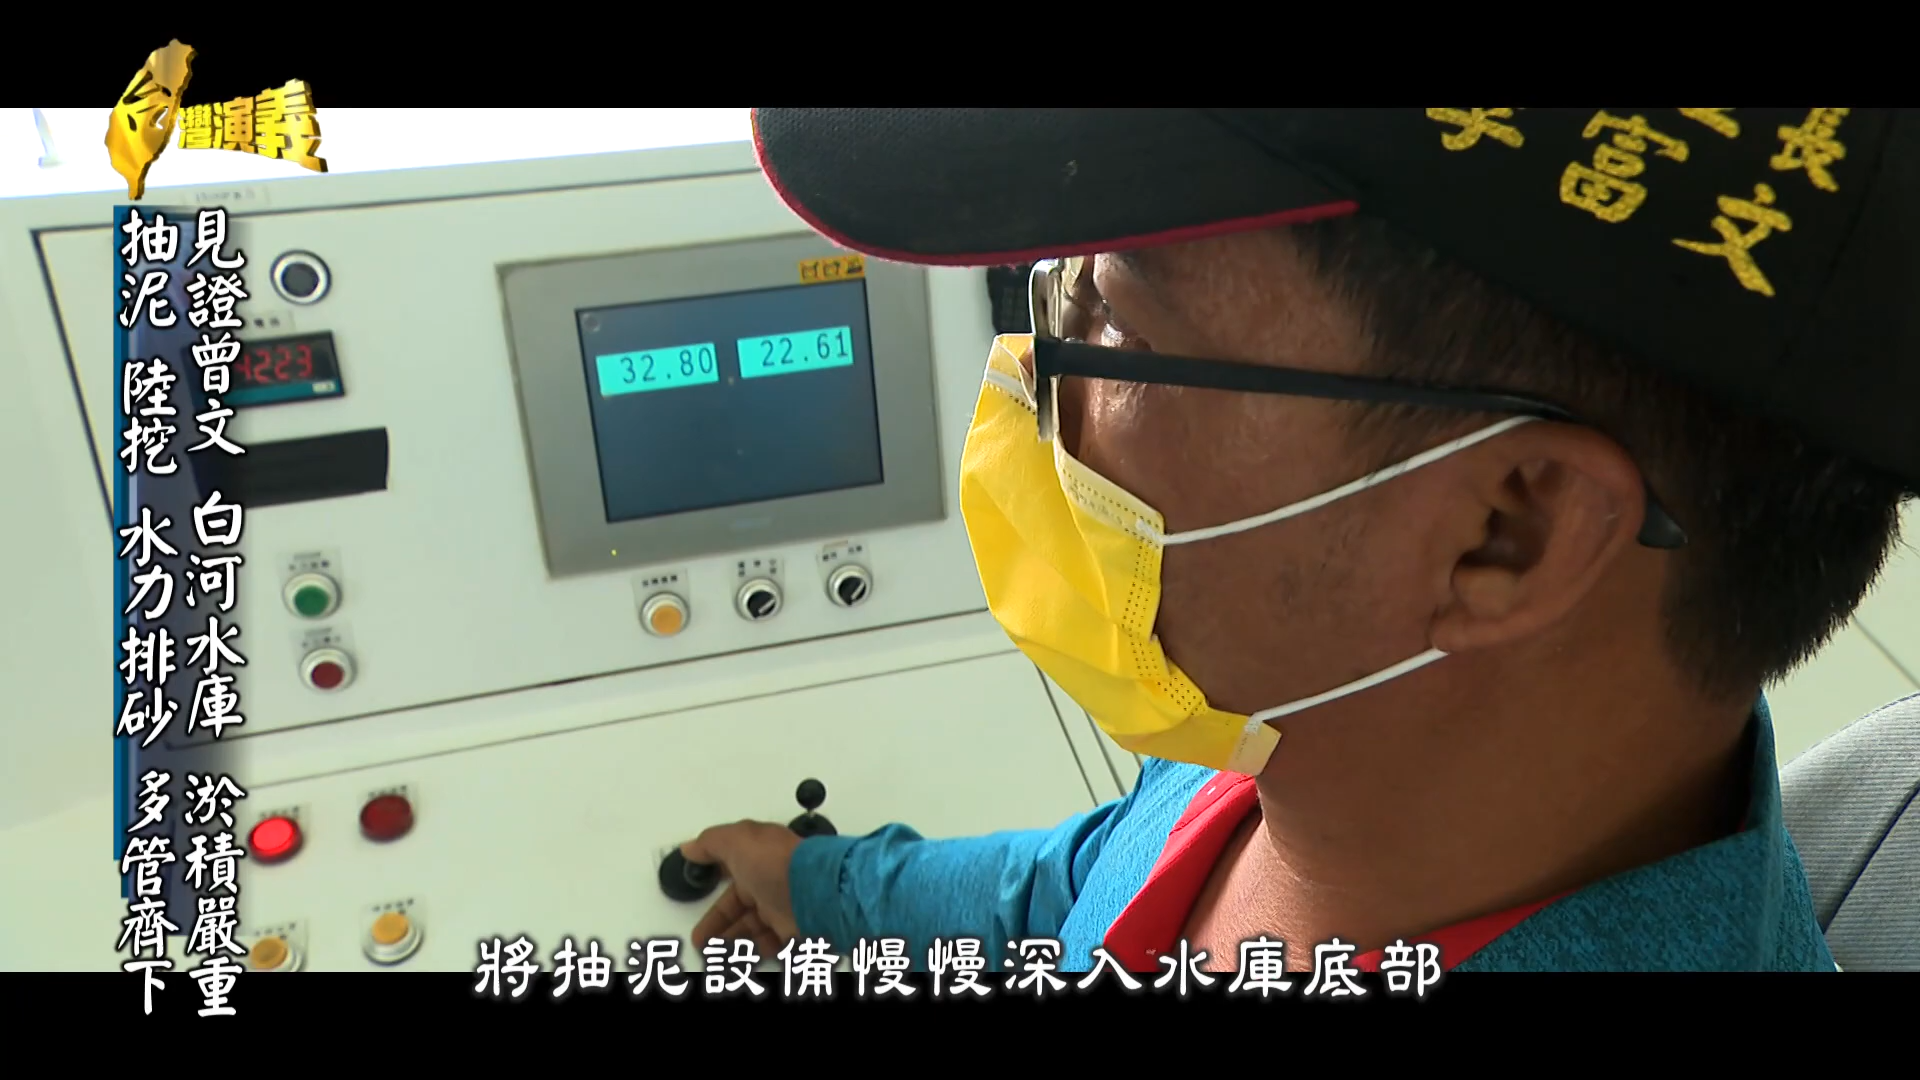 台灣演義
見證曾文 白河水庫 淤積嚴重
抽泥 陸挖 水力排砂 多管齊下
長
富文
4223
32.80
22.61
將抽泥設備慢慢深入水庫底部